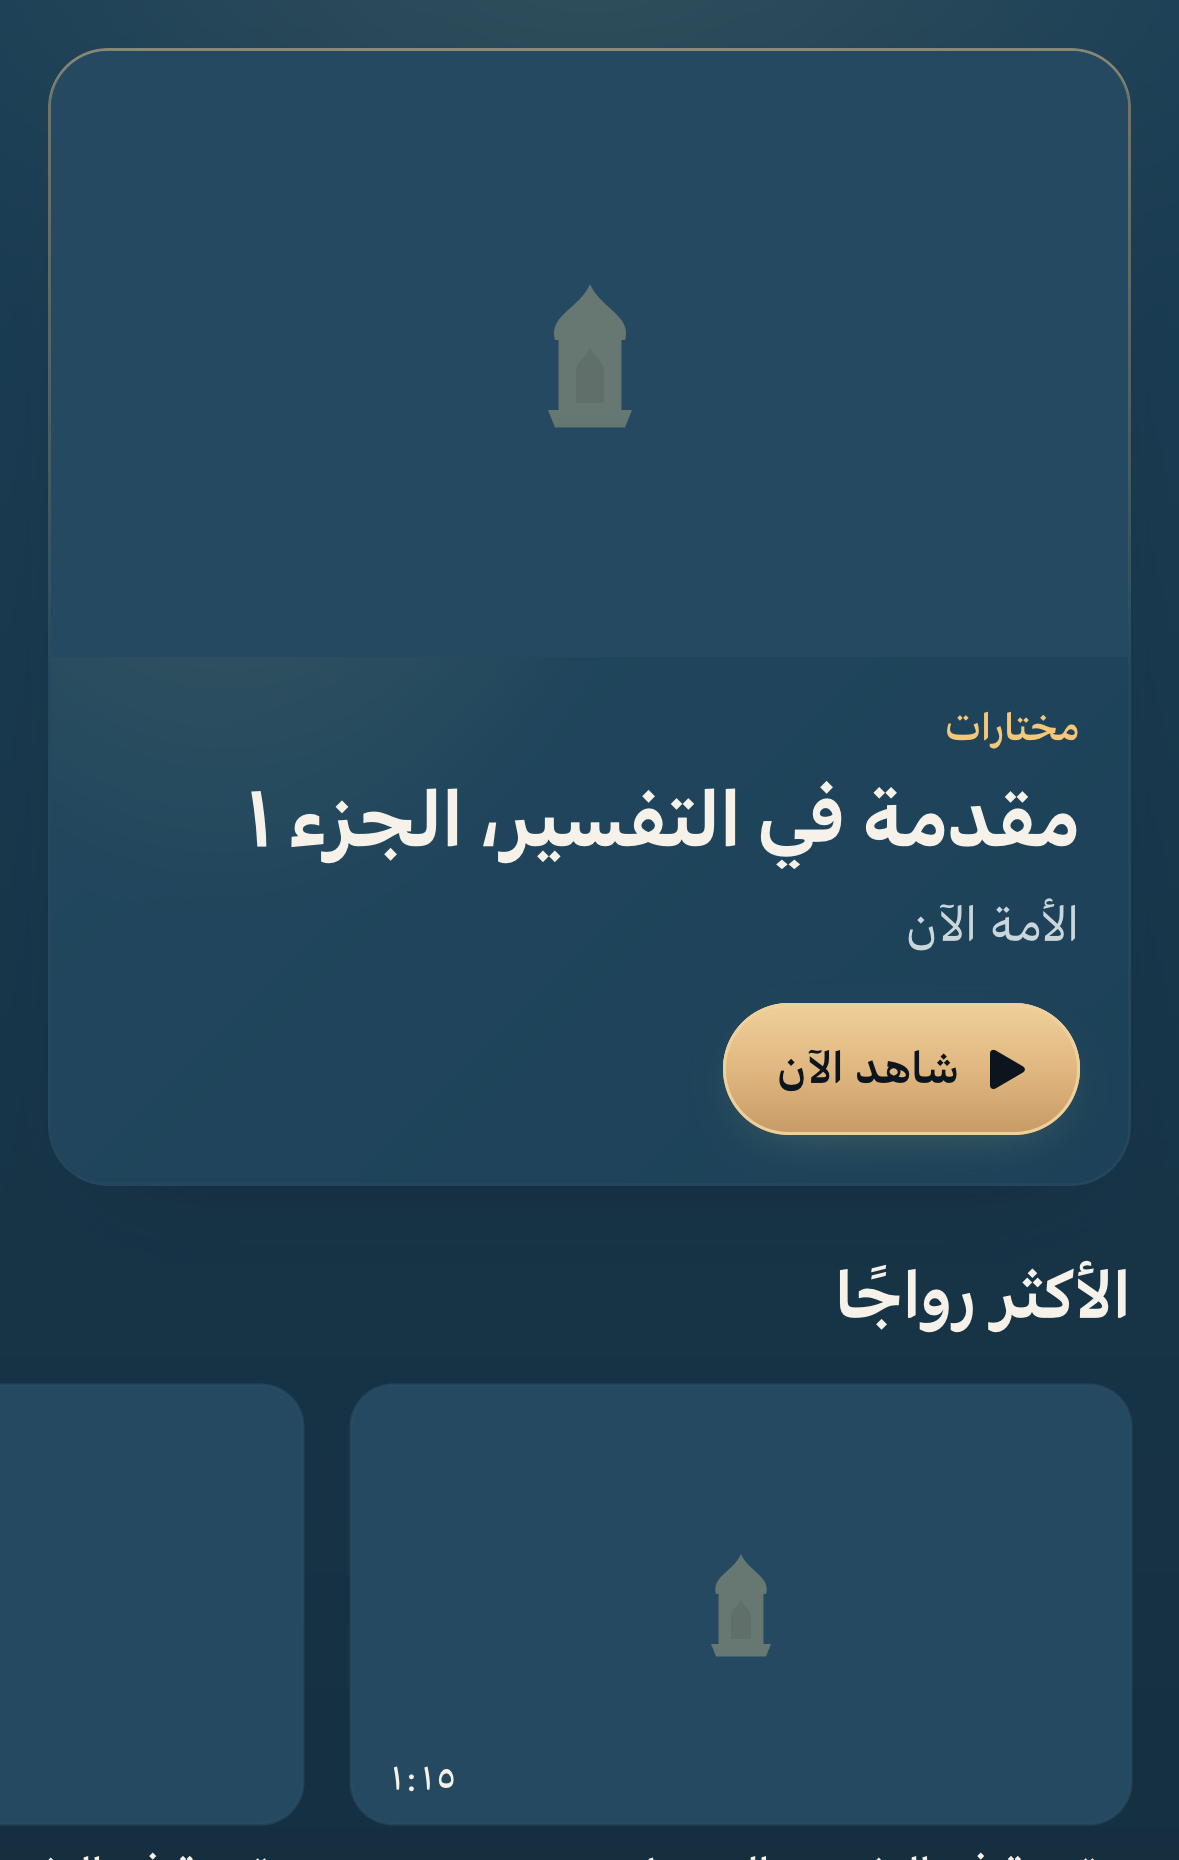 مختارات
مقدمة في التفسير، الجزء ١
الأمة الآن
شاهد الآن
الأكثر رواجًا
١:١٥